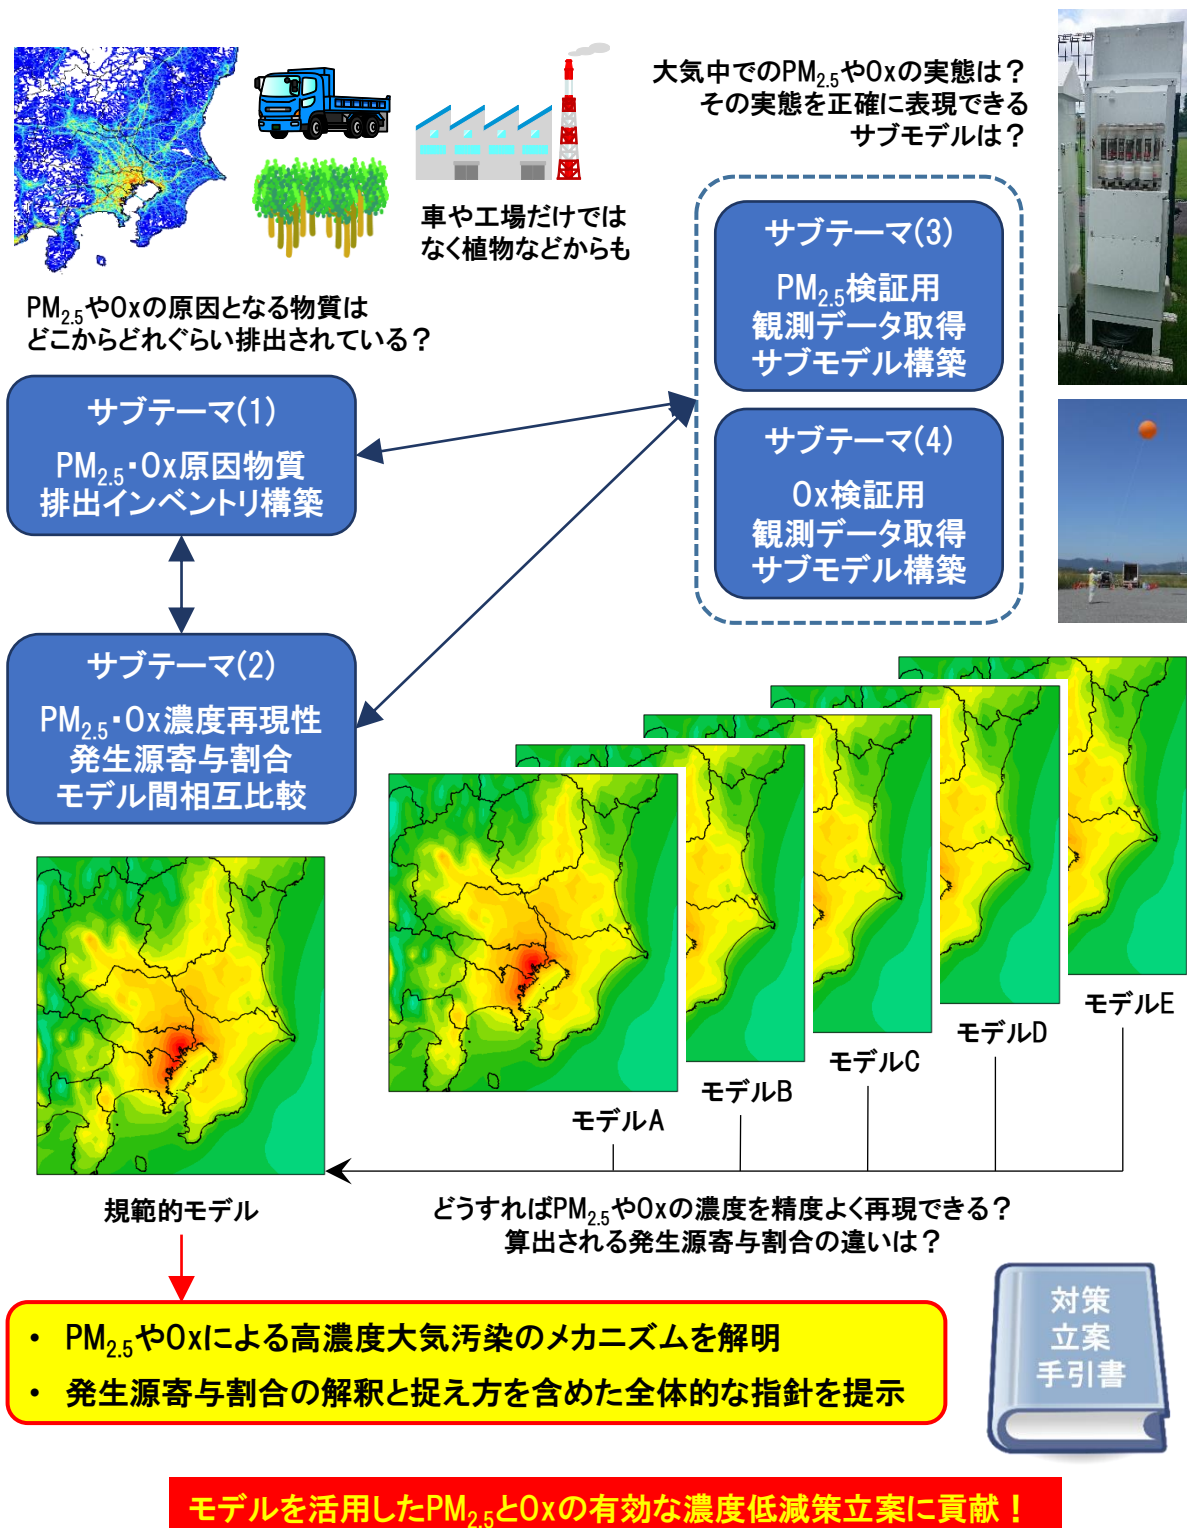 大気中でのPM2.5やOxの実態は？
その実態を正確に表現できる
サブモデルは？
車や工場だけでは
なく植物などからも
PM2.5やOxの原因となる物質は
どこからどれぐらい排出されている？
サブテーマ(3)
PM2.5検証用
観測データ取得
サブモデル構築
サブテーマ(1)
PM2.5・Ox原因物質
排出インベントリ構築
サブテーマ(4)
Ox検証用
観測データ取得
サブモデル構築
サブテーマ(2)
PM2.5・Ox濃度再現性
発生源寄与割合
モデル間相互比較
モデルE
モデルD
モデルC
モデルB
モデルA
規範的モデル
どうすればPM2.5やOxの濃度を精度よく再現できる？
算出される発生源寄与割合の違いは？
・ PM2.5やOxによる高濃度大気汚染のメカニズムを解明
・ 発生源寄与割合の解釈と捉え方を含めた全体的な指針を提示
対策
立案
手引書
モデルを活用したPM2.5とOxの有効な濃度低減策立案に貢献！